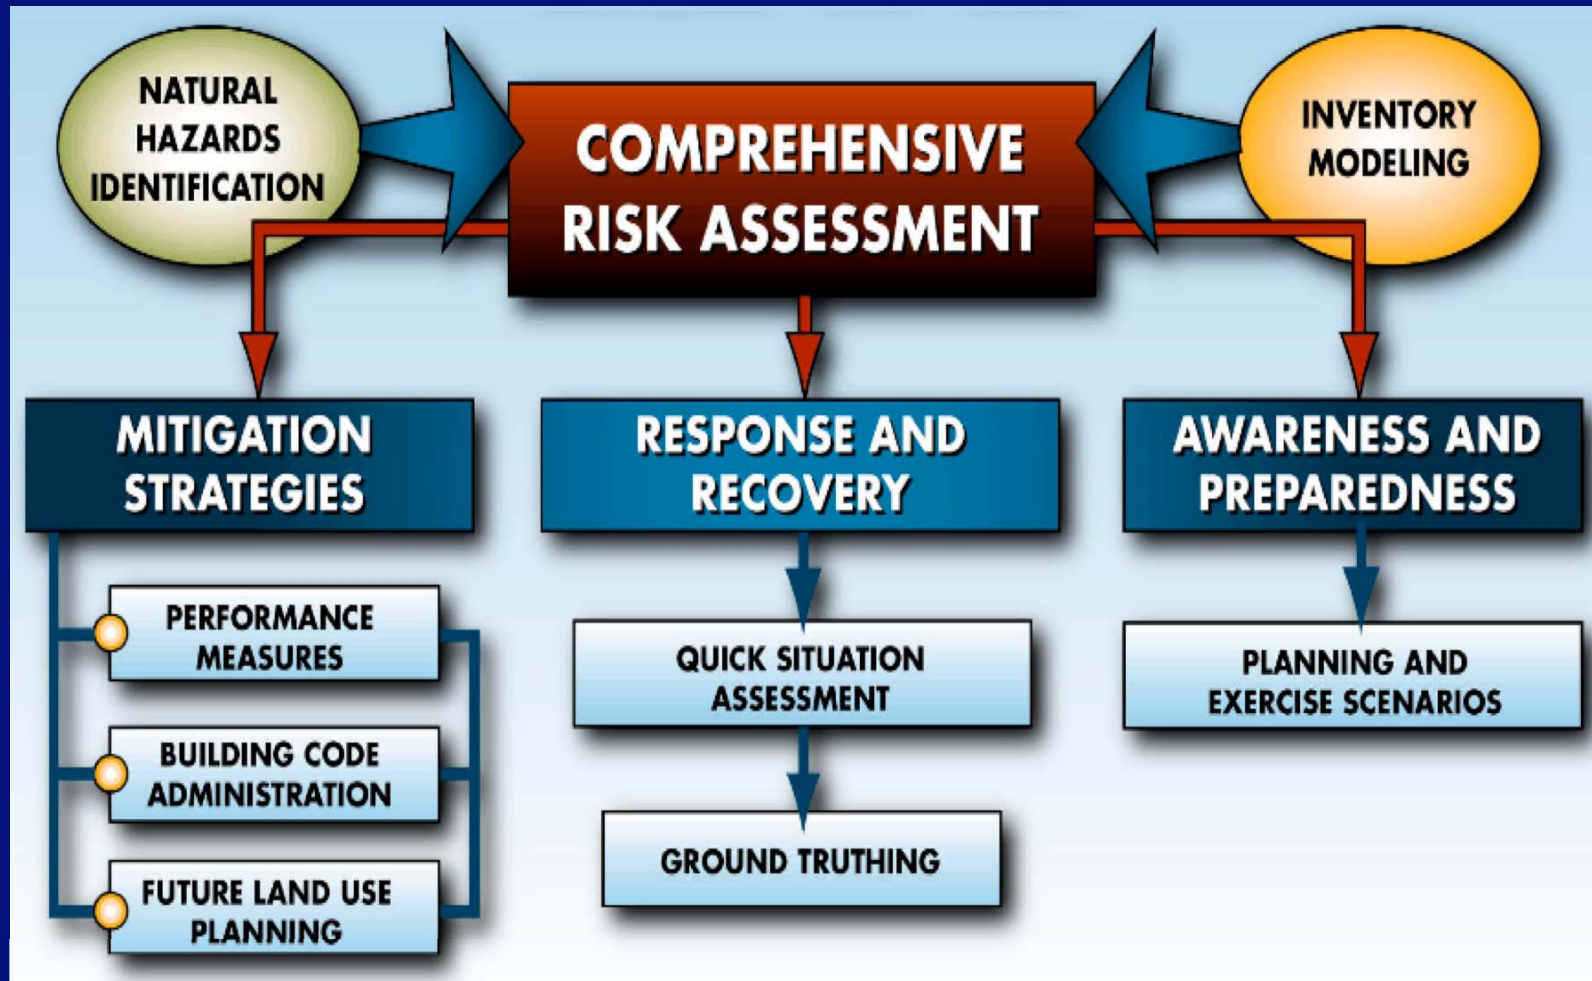 NATURAL
HAZARDS
IDENTIFICATION
COMPREHENSIVE
RISK ASSESSMENT
INVENTORY
MODELING
MITIGATION
STRATEGIES
PERFORMANCE
MEASURES
BUILDING CODE
ADMINISTRATION
FUTURE LAND USE
PLANNING
RESPONSE AND
RECOVERY
QUICK SITUATION
ASSESSMENT
GROUND TRUTHING
AWARENESS AND
PREPAREDNESS
PLANNING AND
EXERCISE SCENARIOS